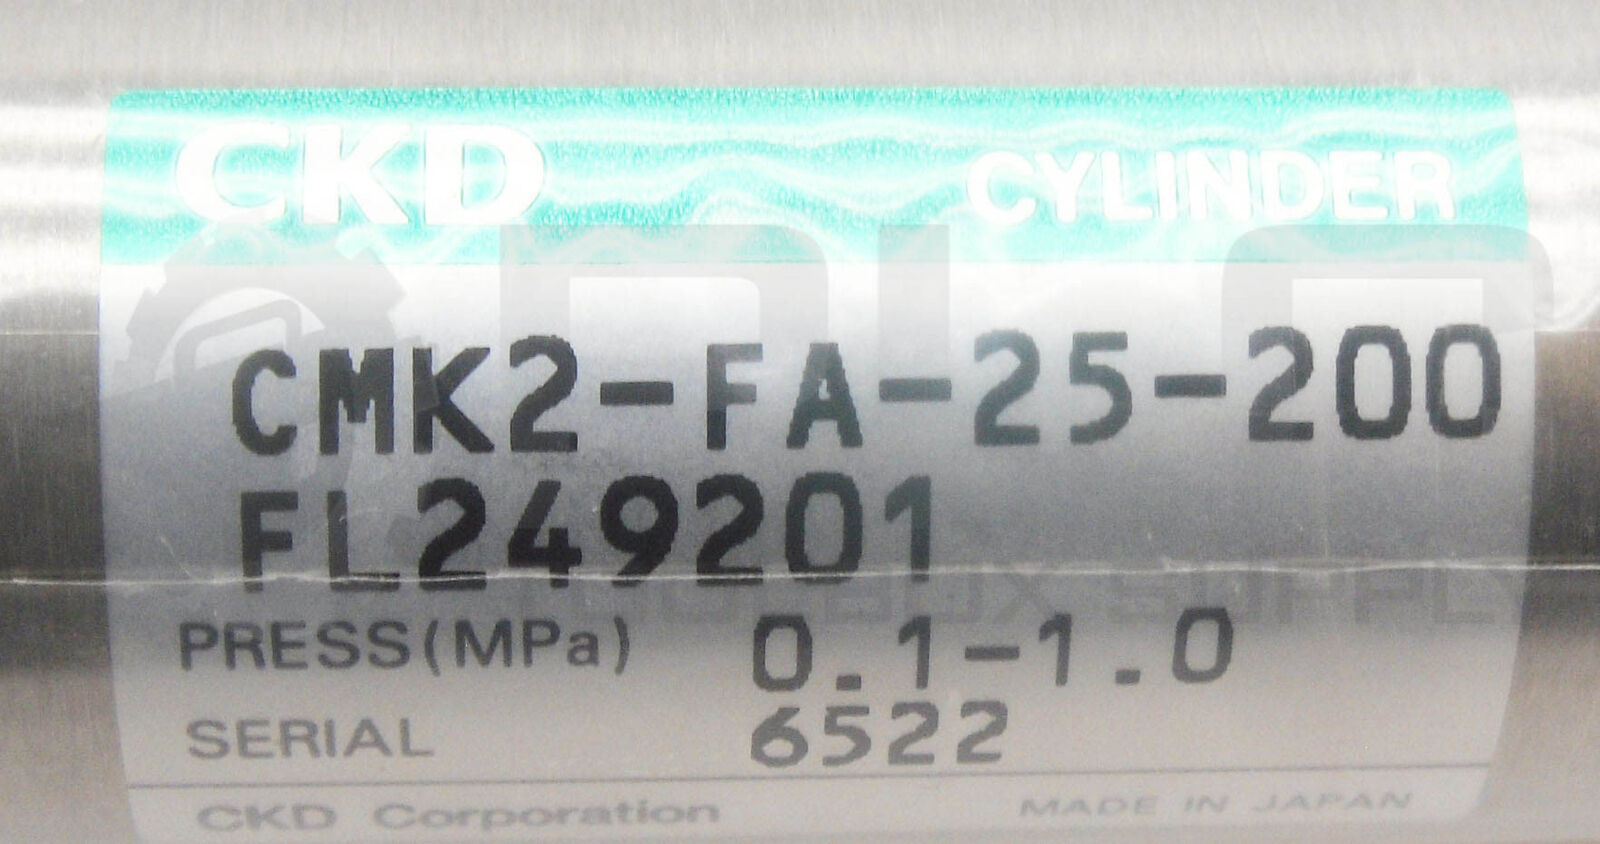 CKD CYLINDER
CMK2-FA-25-200
FL249201
PRESS(MPa) 0.1-1.0
SERIAL 6522
CKD Corporation MADE IN JAPAN